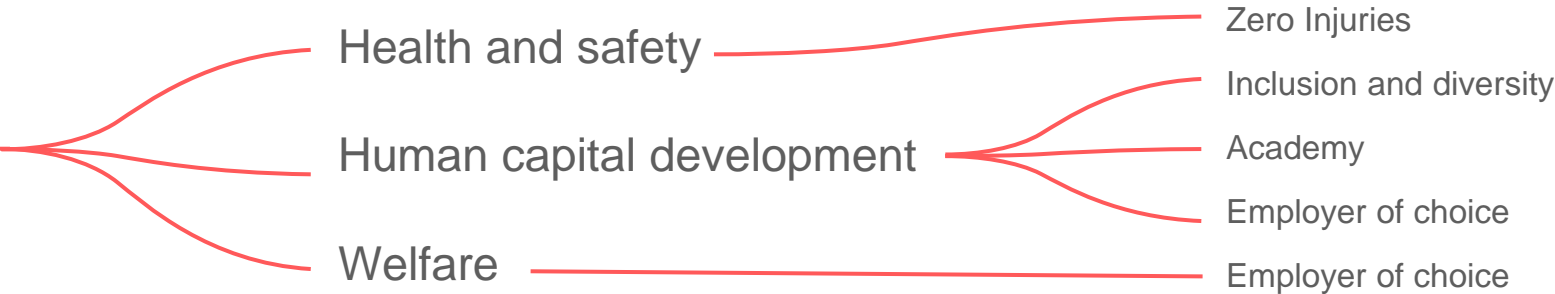 Health and safety
Human capital development
Welfare
Zero Injuries
Inclusion and diversity
Academy
Employer of choice
Employer of choice